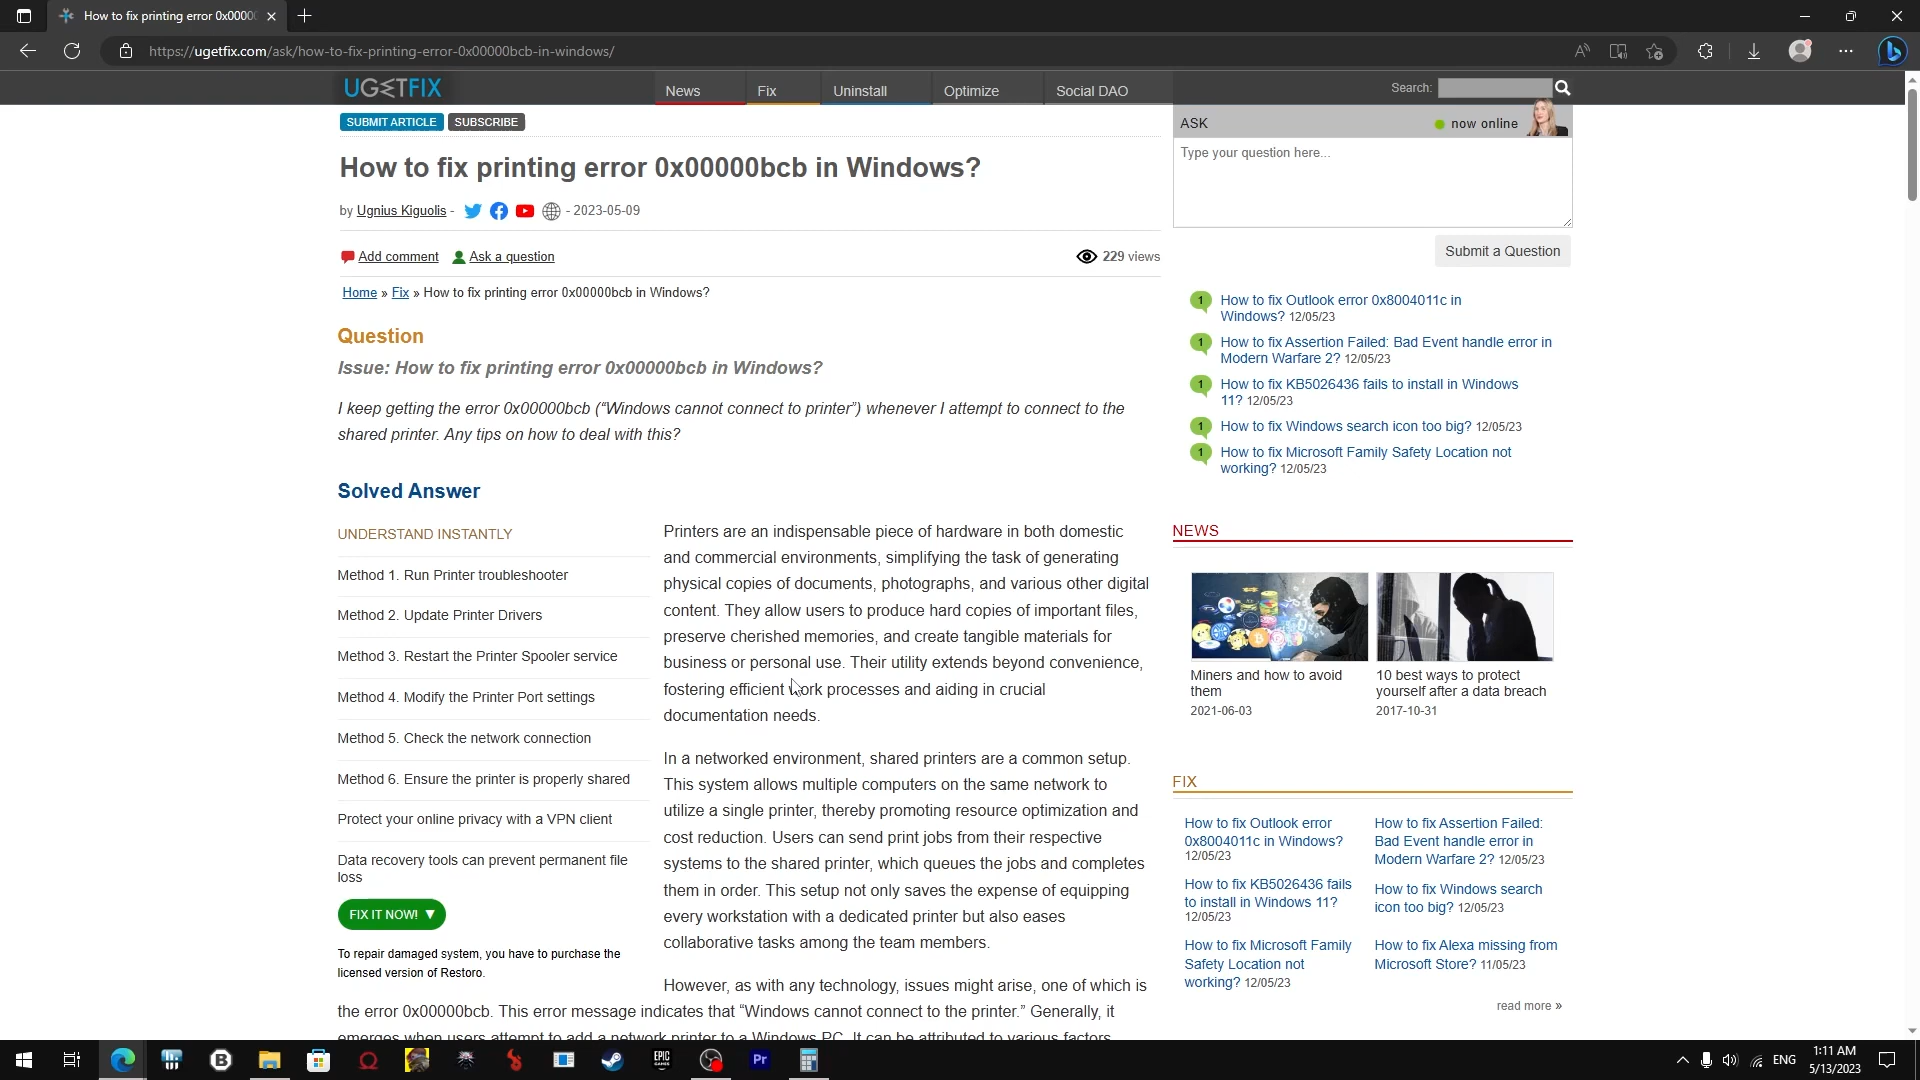 How to fix printing error 0x0000
https://ugetfix.com/ask/how-to-fix-printing-error-0x00000bcb-in-windows/
UGETFIX
News
Fix
Uninstall
Optimize
Social DAO
Search:
SUBMIT ARTICLE
SUBSCRIBE
How to fix printing error 0x00000bcb in Windows?
by Ugnius Kiguolis -
- 2023-05-09
Add comment
Ask a question
229 views
Home » Fix » How to fix printing error 0x00000bcb in Windows?
Question
Issue: How to fix printing error 0x00000bcb in Windows?
I keep getting the error 0x00000bcb (“Windows cannot connect to printer”) whenever I attempt to connect to the
shared printer. Any tips on how to deal with this?
Solved Answer
UNDERSTAND INSTANTLY
Method 1. Run Printer troubleshooter
Method 2. Update Printer Drivers
Method 3. Restart the Printer Spooler service
Method 4. Modify the Printer Port settings
Method 5. Check the network connection
Method 6. Ensure the printer is properly shared
Protect your online privacy with a VPN client
Data recovery tools can prevent permanent file
loss
FIX IT NOW! ▼
To repair damaged system, you have to purchase the
licensed version of Restoro.
Printers are an indispensable piece of hardware in both domestic
and commercial environments, simplifying the task of generating
physical copies of documents, photographs, and various other digital
content. They allow users to produce hard copies of important files,
preserve cherished memories, and create tangible materials for
business or personal use. Their utility extends beyond convenience,
fostering efficient work processes and aiding in crucial
documentation needs.
In a networked environment, shared printers are a common setup.
This system allows multiple computers on the same network to
utilize a single printer, thereby promoting resource optimization and
cost reduction. Users can send print jobs from their respective
systems to the shared printer, which queues the jobs and completes
them in order. This setup not only saves the expense of equipping
every workstation with a dedicated printer but also eases
collaborative tasks among the team members.
However, as with any technology, issues might arise, one of which is
the error 0x00000bcb. This error message indicates that “Windows cannot connect to the printer.” Generally, it
emerges when users attempt to add a network printer to a Windows PC. It can be attributed to various factors
ASK
now online
Type your question here...
Submit a Question
1
How to fix Outlook error 0x8004011c in
Windows? 12/05/23
1
How to fix Assertion Failed: Bad Event handle error in
Modern Warfare 2? 12/05/23
1
How to fix KB5026436 fails to install in Windows
11? 12/05/23
1
How to fix Windows search icon too big? 12/05/23
1
How to fix Microsoft Family Safety Location not
working? 12/05/23
NEWS
Miners and how to avoid
them
2021-06-03
10 best ways to protect
yourself after a data breach
2017-10-31
FIX
How to fix Outlook error
0x8004011c in Windows?
12/05/23
How to fix Assertion Failed:
Bad Event handle error in
Modern Warfare 2? 12/05/23
How to fix KB5026436 fails
to install in Windows 11?
12/05/23
How to fix Windows search
icon too big? 12/05/23
How to fix Microsoft Family
Safety Location not
working? 12/05/23
How to fix Alexa missing from
Microsoft Store? 11/05/23
read more »
B
EPIC
GAMES
Pr
ENG
1:11 AM
5/13/2023